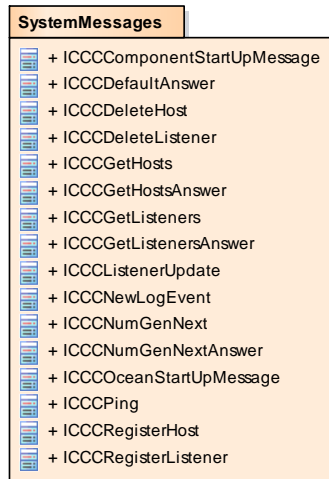 SystemMessages
+ ICCCComponentStartUpMessage
+ ICCCDefaultAnswer
+ ICCCDeleteHost
+ ICCCDeleteListener
+ ICCCGetHosts
+ ICCCGetHostsAnswer
+ ICCCGetListeners
+ ICCCGetListenersAnswer
+ ICCCListenerUpdate
+ ICCCNewLogEvent
+ ICCCNumGenNext
+ ICCCNumGenNextAnswer
+ ICCCOceanStartUpMessage
+ ICCCPing
+ ICCCRegisterHost
+ ICCCRegisterListener